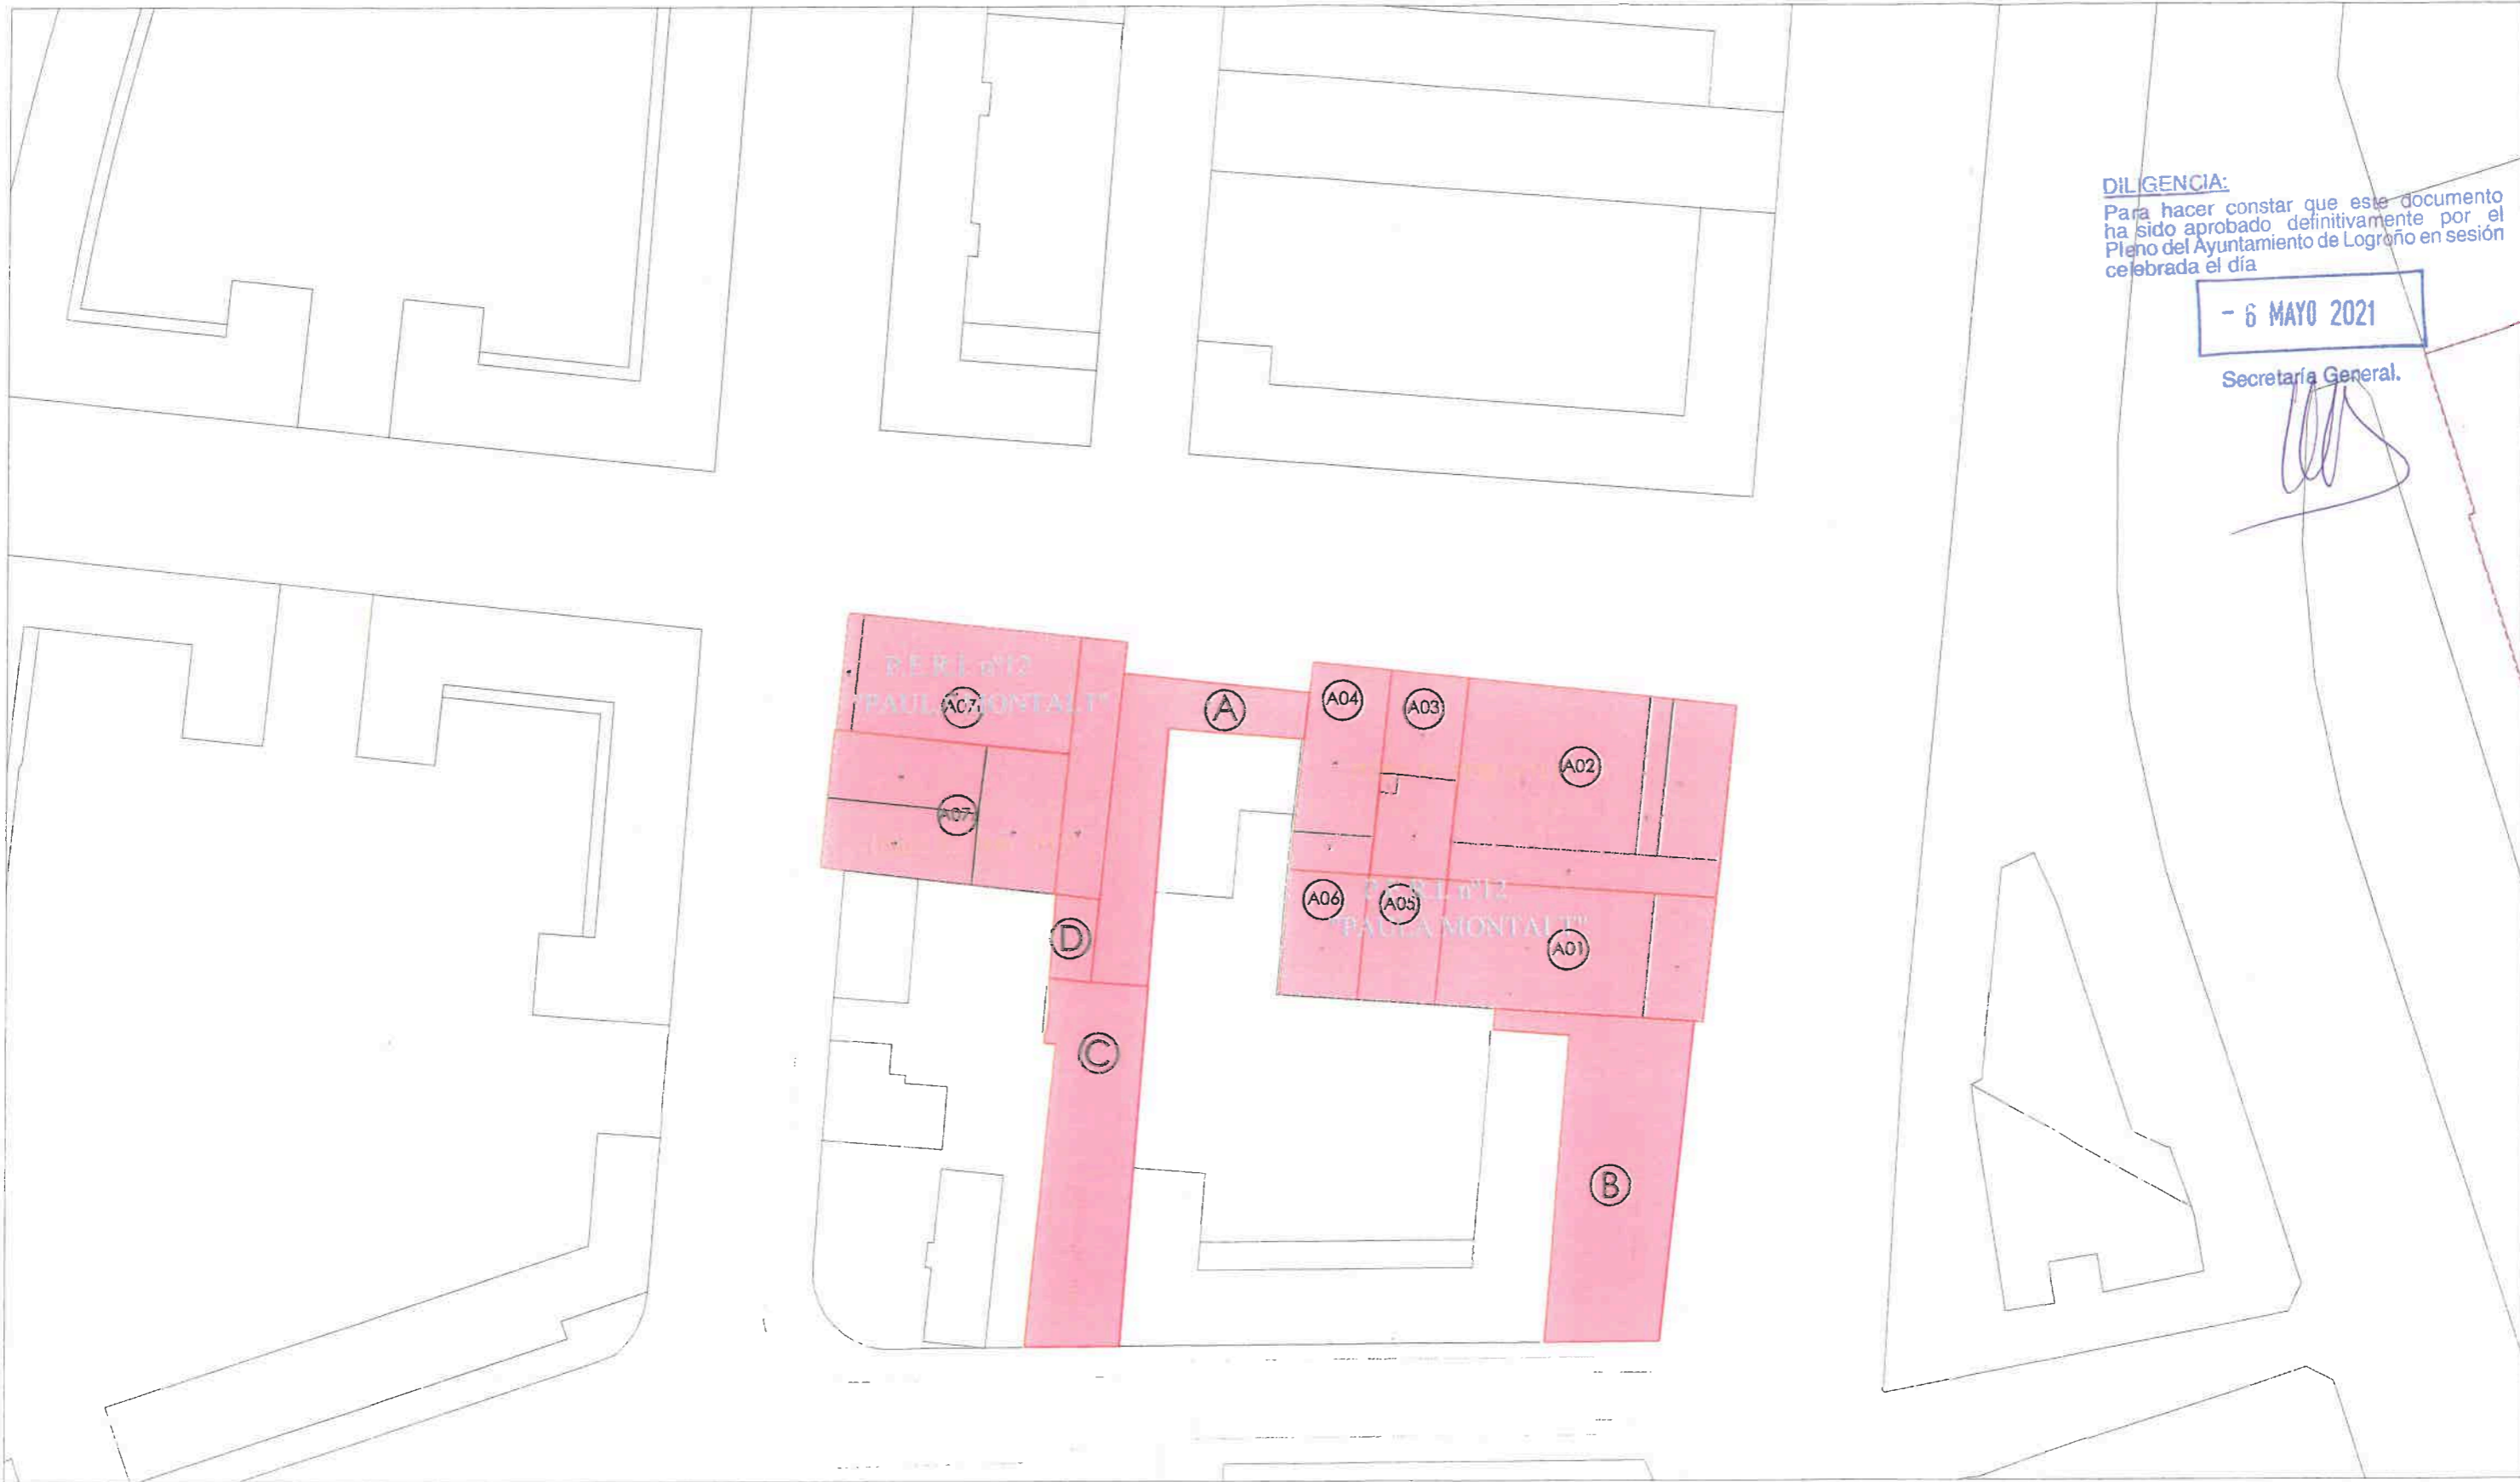 DILIGENCIA:
Para hacer constar que este documento
ha sido aprobado definitivamente por el
Pleno del Ayuntamiento de Logroño en sesión
celebrada el día
- 6 MAYO 2021
Secretaría General.
P.E.R.I. nº12
"PAULA MONTALT"
A07
A
A04
A03
A02
A07
A06
A05
P.E.R.I. nº12
"PAULA MONTALT"
A01
D
C
B